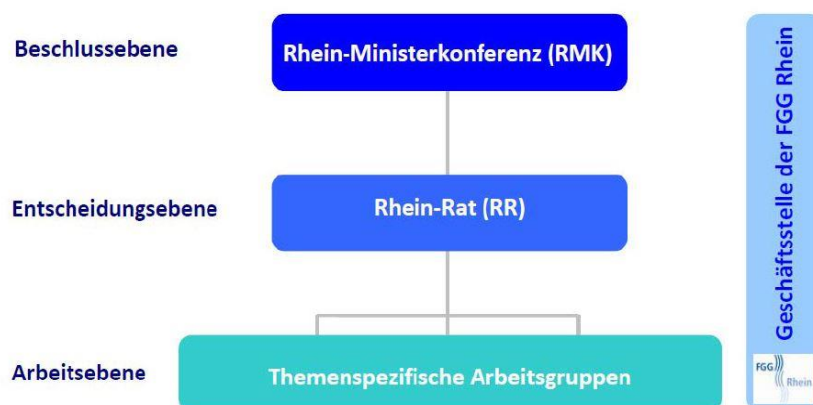 Beschlussebene
Rhein-Ministerkonferenz (RMK)
Entscheidungsebene
Rhein-Rat (RR)
Arbeitsebene
Themenspezifische Arbeitsgruppen
Geschäftsstelle der FGG Rhein
FGG
Rhein